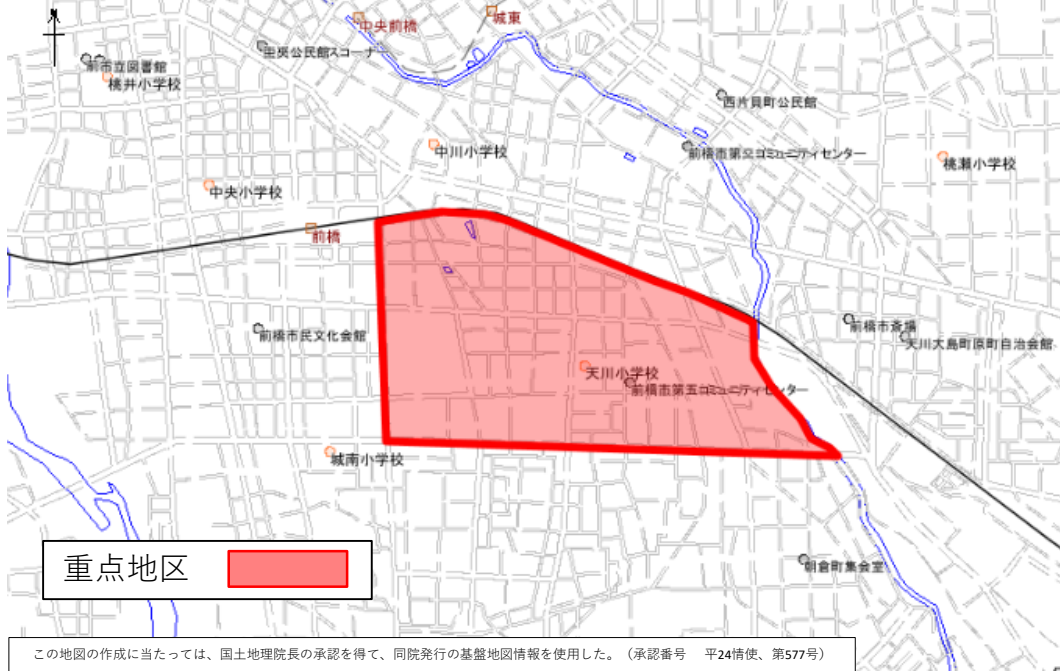 中央前橋
城東
前市立図書館
桃井小学校
西片貝町公民館
中川小学校
前橋市第三コミュニティセンター
桃瀬小学校
中央小学校
前橋
前橋市民文化会館
前橋市斎場
天川大島町原町自治会館
天川小学校
前橋市第五コミュニティセンター
城南小学校
重点地区
朝倉町集会室
この地図の作成に当たっては、国土地理院長の承認を得て、同院発行の基盤地図情報を使用した。（承認番号　平24情使、第577号）